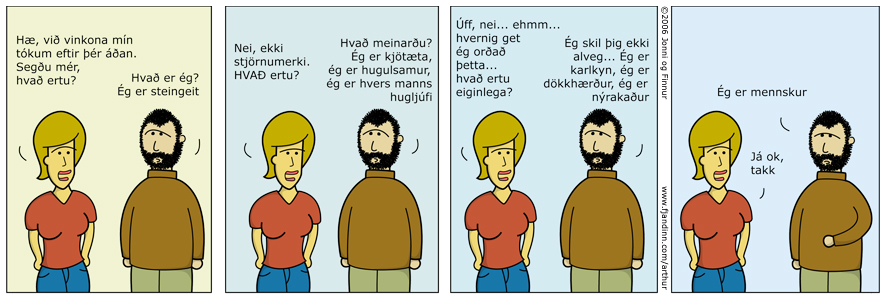 Hæ, við vinkona mín
tókum eftir þér áðan.
Segðu mér,
hvað ertu?
Hvað er ég?
Ég er steingeit
Nei, ekki
stjörnumerki.
HVAÐ ertu?
Hvað meinarðu?
Ég er kjötæta,
ég er hugulsamur,
ég er hvers manns
hugljúfi
Úff, nei... ehmm...
hvernig get
ég orðað
þetta...
hvað ertu
eiginlega?
Ég skil þig ekki
alveg... Ég er
karlkyn, ég er
dökkhærður, ég er
nýrakaður
Ég er mennskur
Já ok,
takk
©2006 Jonni og Finnur
www.fjandinn.com/arthur